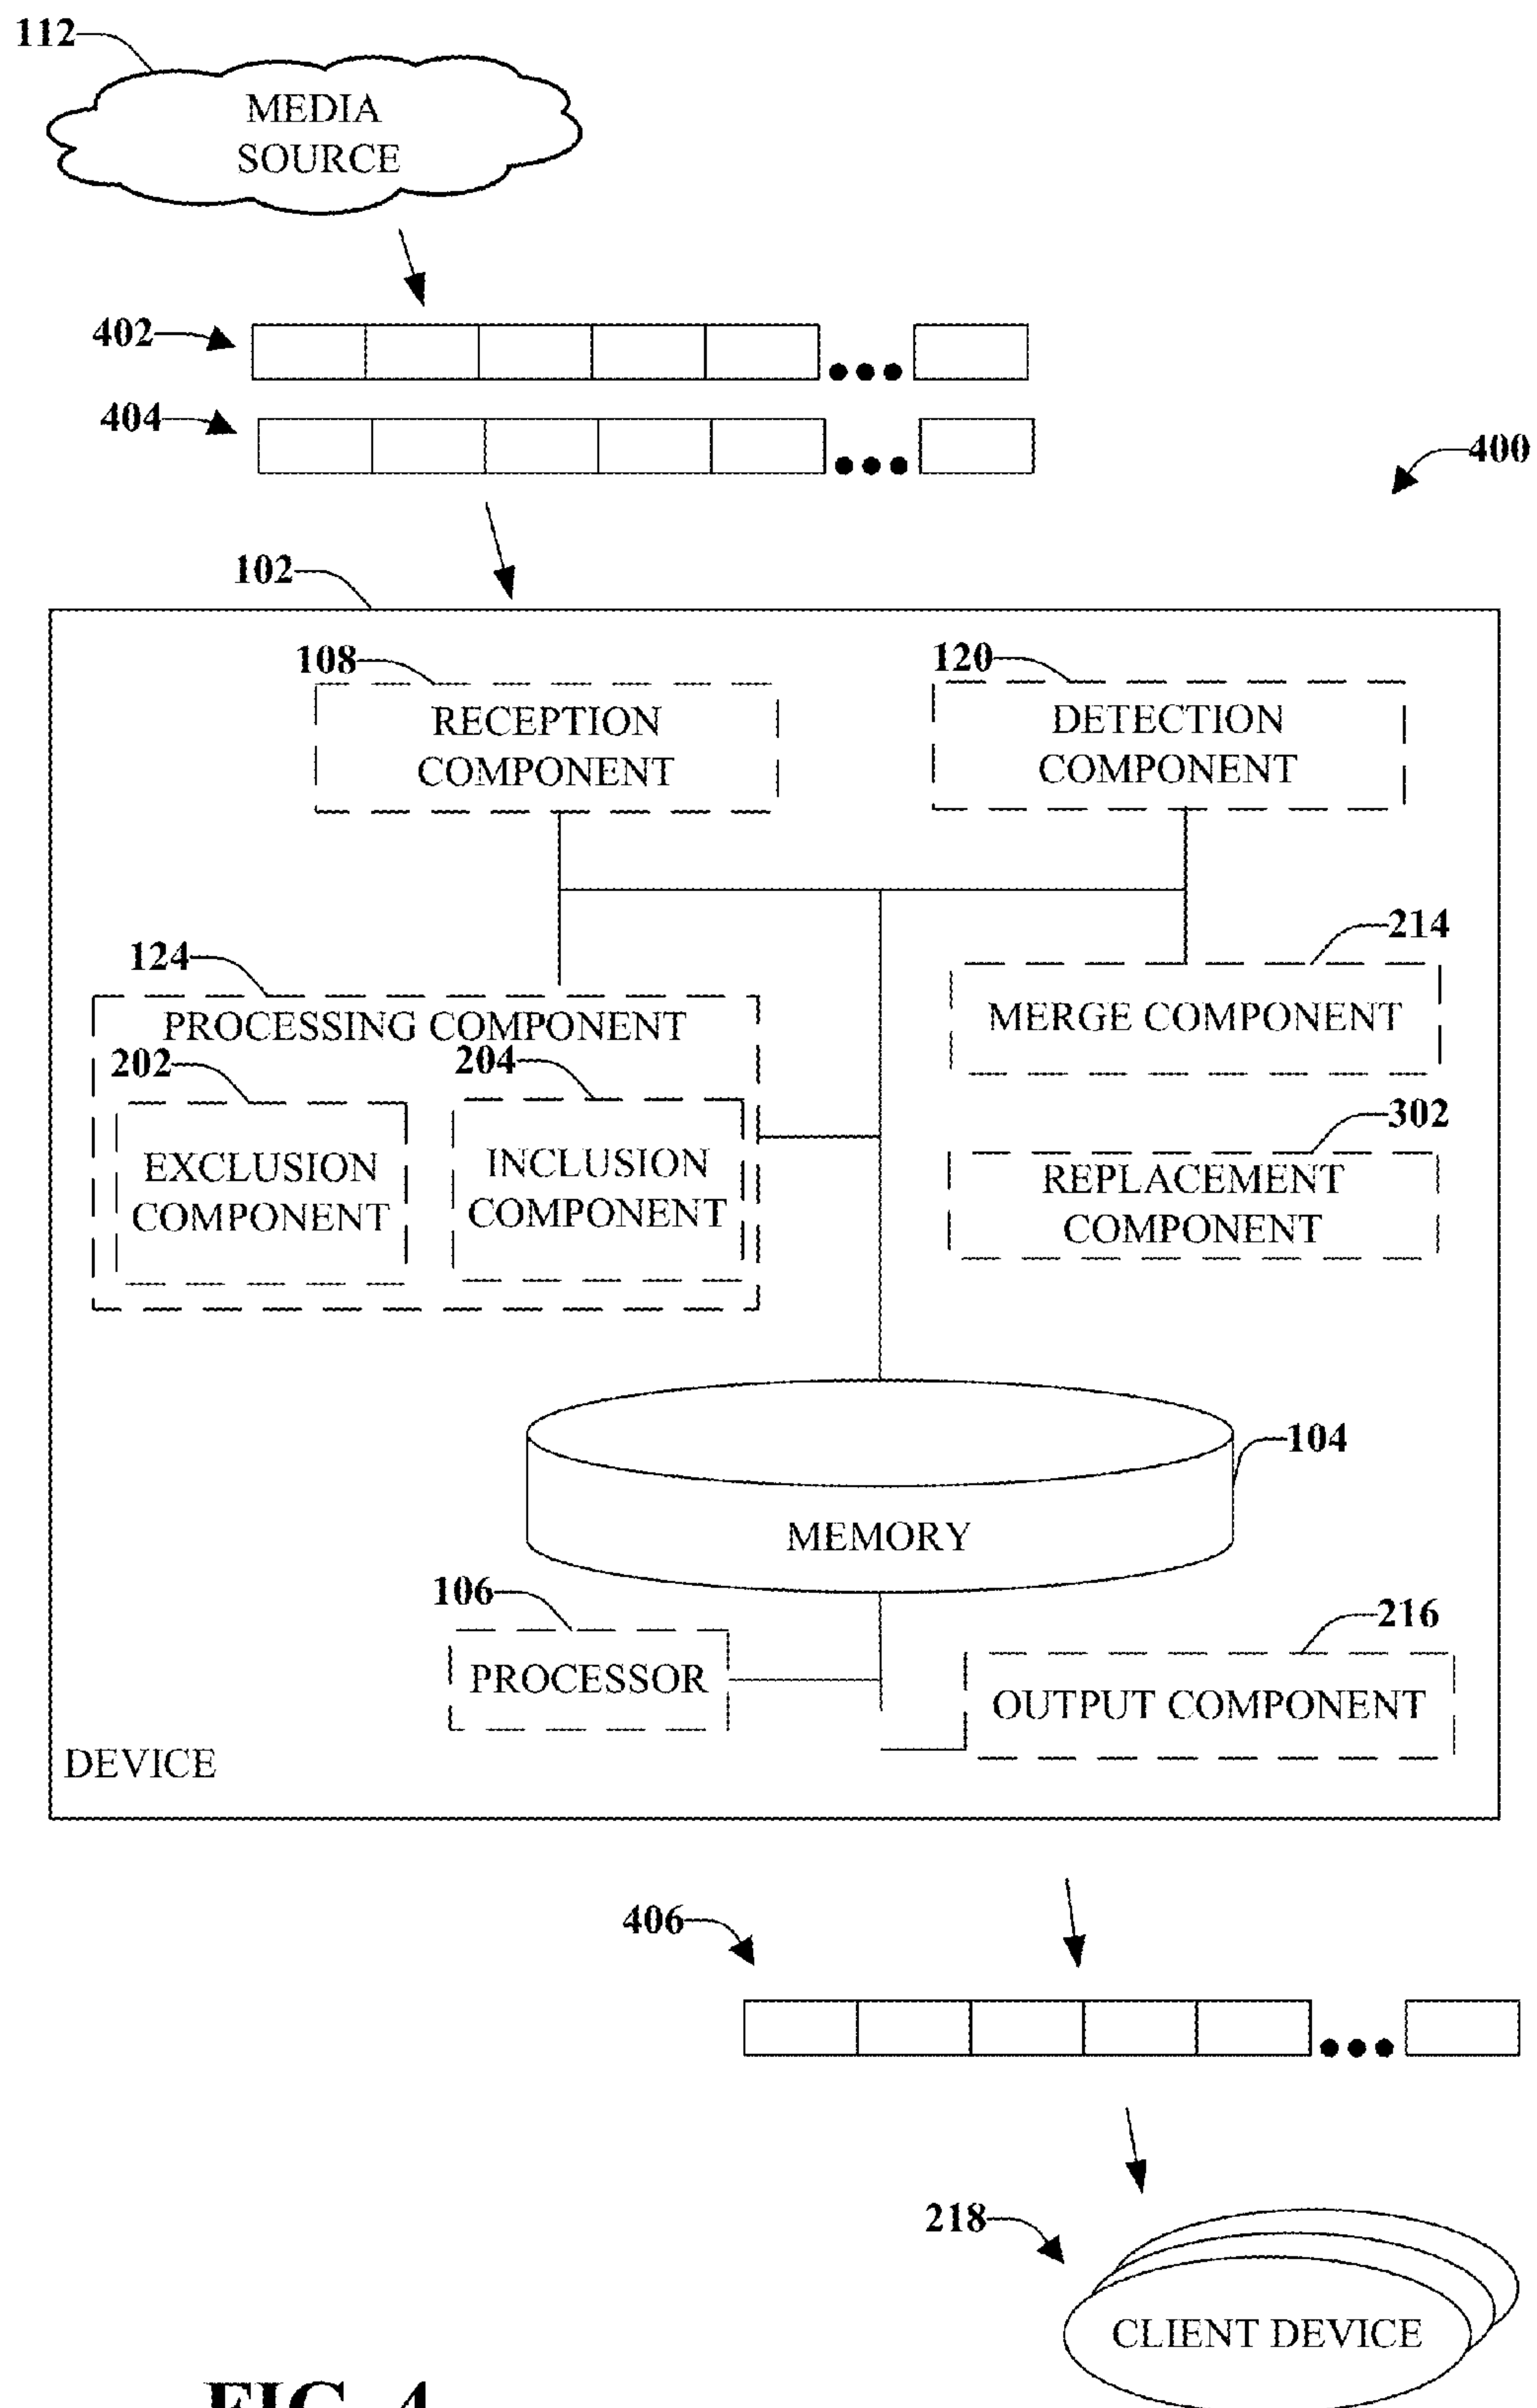 112
MEDIA
SOURCE
402
404
400
102
108
120
RECEPTION
COMPONENT
DETECTION
COMPONENT
124
214
PROCESSING COMPONENT
MERGE COMPONENT
202
204
302
EXCLUSION
COMPONENT
INCLUSION
COMPONENT
REPLACEMENT
COMPONENT
104
MEMORY
106
216
PROCESSOR
OUTPUT COMPONENT
DEVICE
406
218
CLIENT DEVICE
FIG. 4